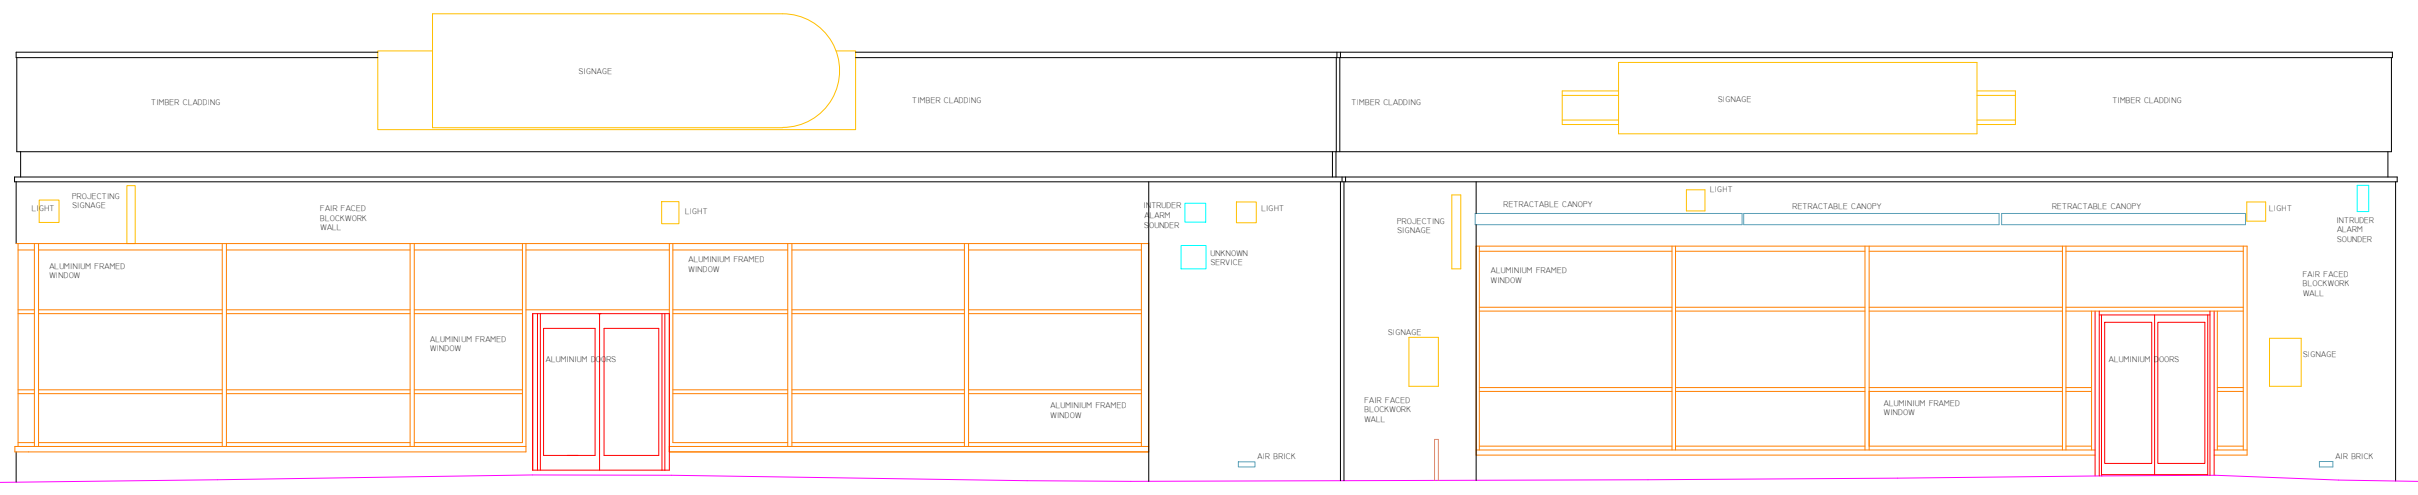 SIGNAGE
TIMBER CLADDING
TIMBER CLADDING
TIMBER CLADDING
SIGNAGE
TIMBER CLADDING
LIGHT
PROJECTING
SIGNAGE
FAIR FACED
BLOCKWORK
WALL
LIGHT
INTRUDER
ALARM
SOUNDER
LIGHT
UNKNOWN
SERVICE
PROJECTING
SIGNAGE
RETRACTABLE CANOPY
LIGHT
RETRACTABLE CANOPY
RETRACTABLE CANOPY
LIGHT
INTRUDER
ALARM
SOUNDER
ALUMINIUM FRAMED
WINDOW
ALUMINIUM FRAMED
WINDOW
ALUMINIUM FRAMED
WINDOW
FAIR FACED
BLOCKWORK
WALL
ALUMINIUM FRAMED
WINDOW
ALUMINIUM DOORS
SIGNAGE
ALUMINIUM DOORS
SIGNAGE
ALUMINIUM FRAMED
WINDOW
FAIR FACED
BLOCKWORK
WALL
ALUMINIUM FRAMED
WINDOW
AIR BRICK
AIR BRICK